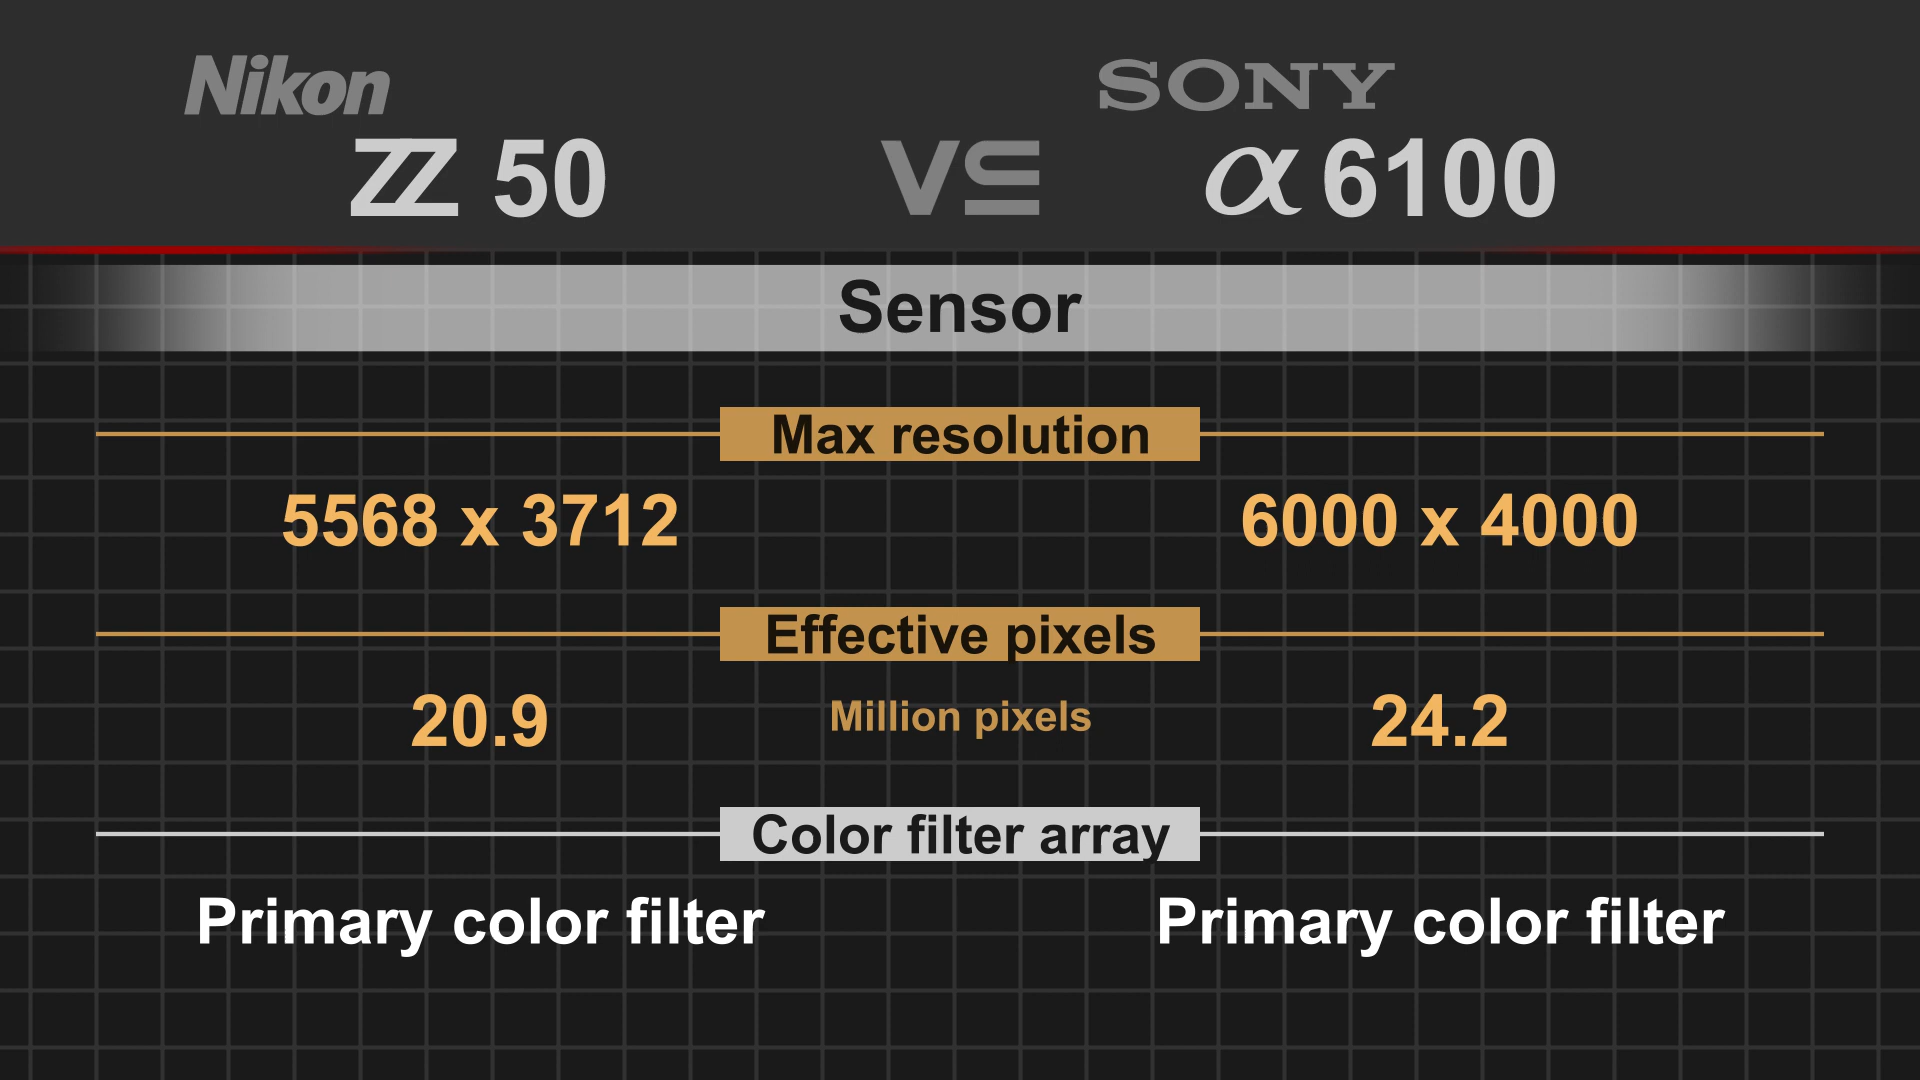 Nikon
SONY
Z 50
VS
α 6100
Sensor
Max resolution
5568 x 3712
6000 x 4000
Effective pixels
20.9
Million pixels
24.2
Color filter array
Primary color filter
Primary color filter